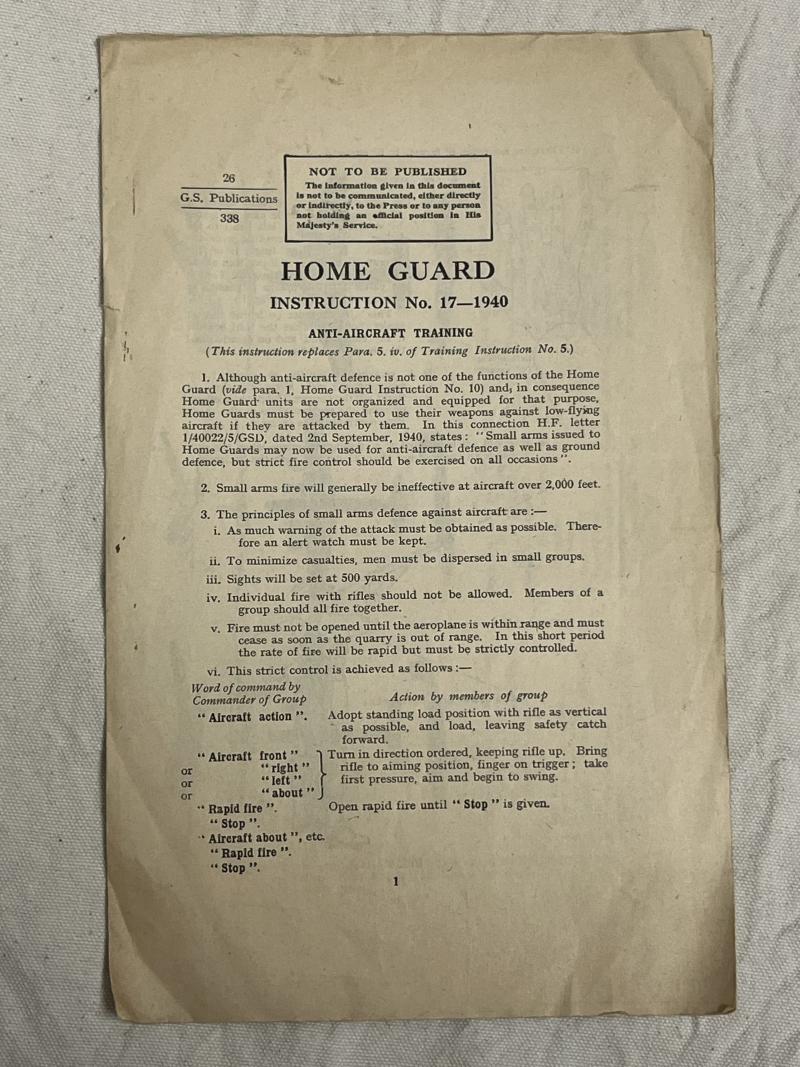 26
G.S. Publications
338
NOT TO BE PUBLISHED
The information given in this document
is not to be communicated, either directly
or indirectly, to the Press or to any person
not holding an official position in His
Majesty's Service.
HOME GUARD
INSTRUCTION No. 17—1940
ANTI-AIRCRAFT TRAINING
(This instruction replaces Para. 5. iv. of Training Instruction No. 5.)
1. Although anti-aircraft defence is not one of the functions of the Home
Guard (vide para. 1, Home Guard Instruction No. 10) and, in consequence
Home Guard units are not organized and equipped for that purpose,
Home Guards must be prepared to use their weapons against low-flying
aircraft if they are attacked by them. In this connection H.F. letter
1/40022/5/GSD, dated 2nd September, 1940, states: "Small arms issued to
Home Guards may now be used for anti-aircraft defence as well as ground
defence, but strict fire control should be exercised on all occasions".
2. Small arms fire will generally be ineffective at aircraft over 2,000 feet.
3. The principles of small arms defence against aircraft are :—
i. As much warning of the attack must be obtained as possible. There-
fore an alert watch must be kept.
ii. To minimize casualties, men must be dispersed in small groups.
iii. Sights will be set at 500 yards.
iv. Individual fire with rifles should not be allowed. Members of a
group should all fire together.
v. Fire must not be opened until the aeroplane is within range and must
cease as soon as the quarry is out of range. In this short period
the rate of fire will be rapid but must be strictly controlled.
vi. This strict control is achieved as follows :—
Word of command by
Commander of Group
Action by members of group
"Aircraft action".
Adopt standing load position with rifle as vertical
as possible, and load, leaving safety catch
forward.
"Aircraft front"
or "right"
or "left"
or "about"
Turn in direction ordered, keeping rifle up. Bring
rifle to aiming position, finger on trigger; take
first pressure, aim and begin to swing.
"Rapid fire".
Open rapid fire until "Stop" is given.
"Stop".
"Aircraft about", etc.
"Rapid fire".
"Stop".
1